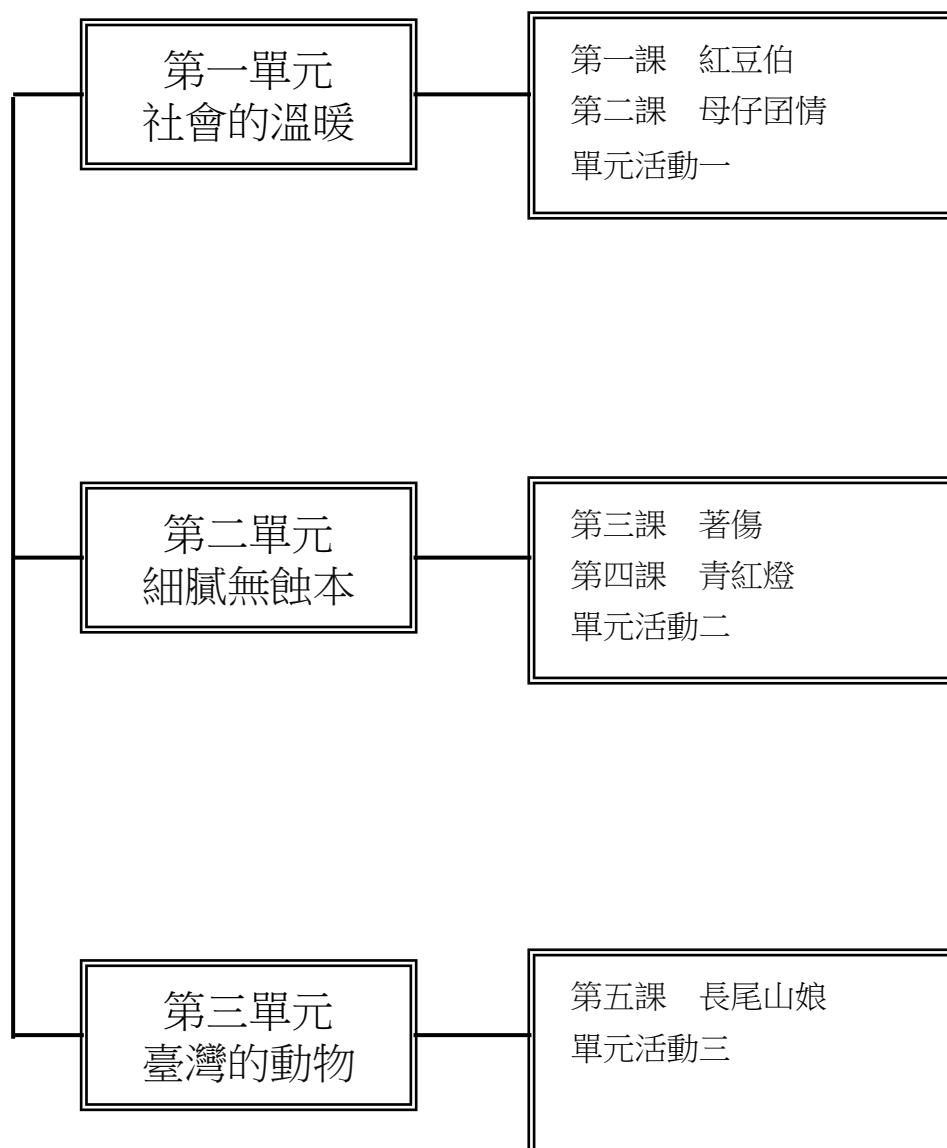 第一單元
社會的溫暖
第一課　紅豆伯
第二課　母仔囝情
單元活動一
第二單元
細膩無蝕本
第三課　著傷
第四課　青紅燈
單元活動二
第三單元
臺灣的動物
第五課　長尾山娘
單元活動三